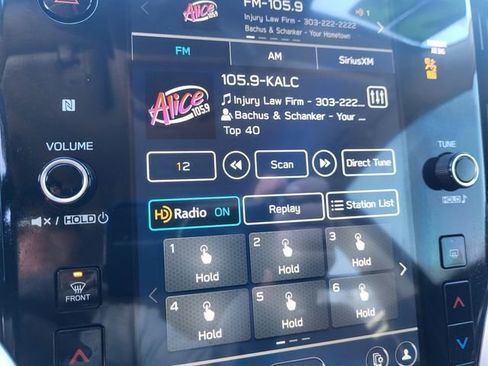 FM-105.9
Injury Law Firm - 303-222-2222
Bachus & Schanker - Your Hometown
Alice
1
FM
AM
SiriusXM
105.9-KALC
Alice 105.9
Injury Law Firm - 303-222...
Bachus & Schanker - Your ...
Top 40
VOLUME
TUNE
12
Scan
Direct Tune
HOLD
HOLD
HD Radio ON
Replay
Station List
1
Hold
2
Hold
3
Hold
4
Hold
5
Hold
6
Hold
FRONT